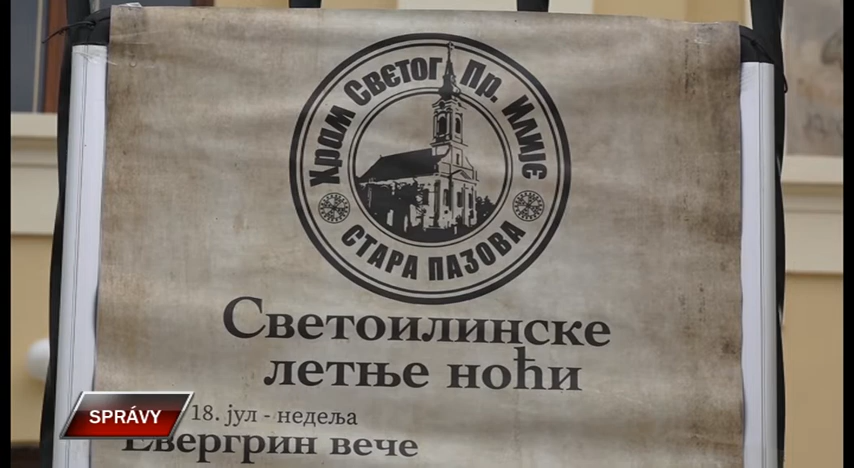 Храм Светог Пр. Илије
СТАРА ПАЗОВА
Светоилинске
летње ноћи
18. јул - недеља
Евергрин вече
SPRÁVY